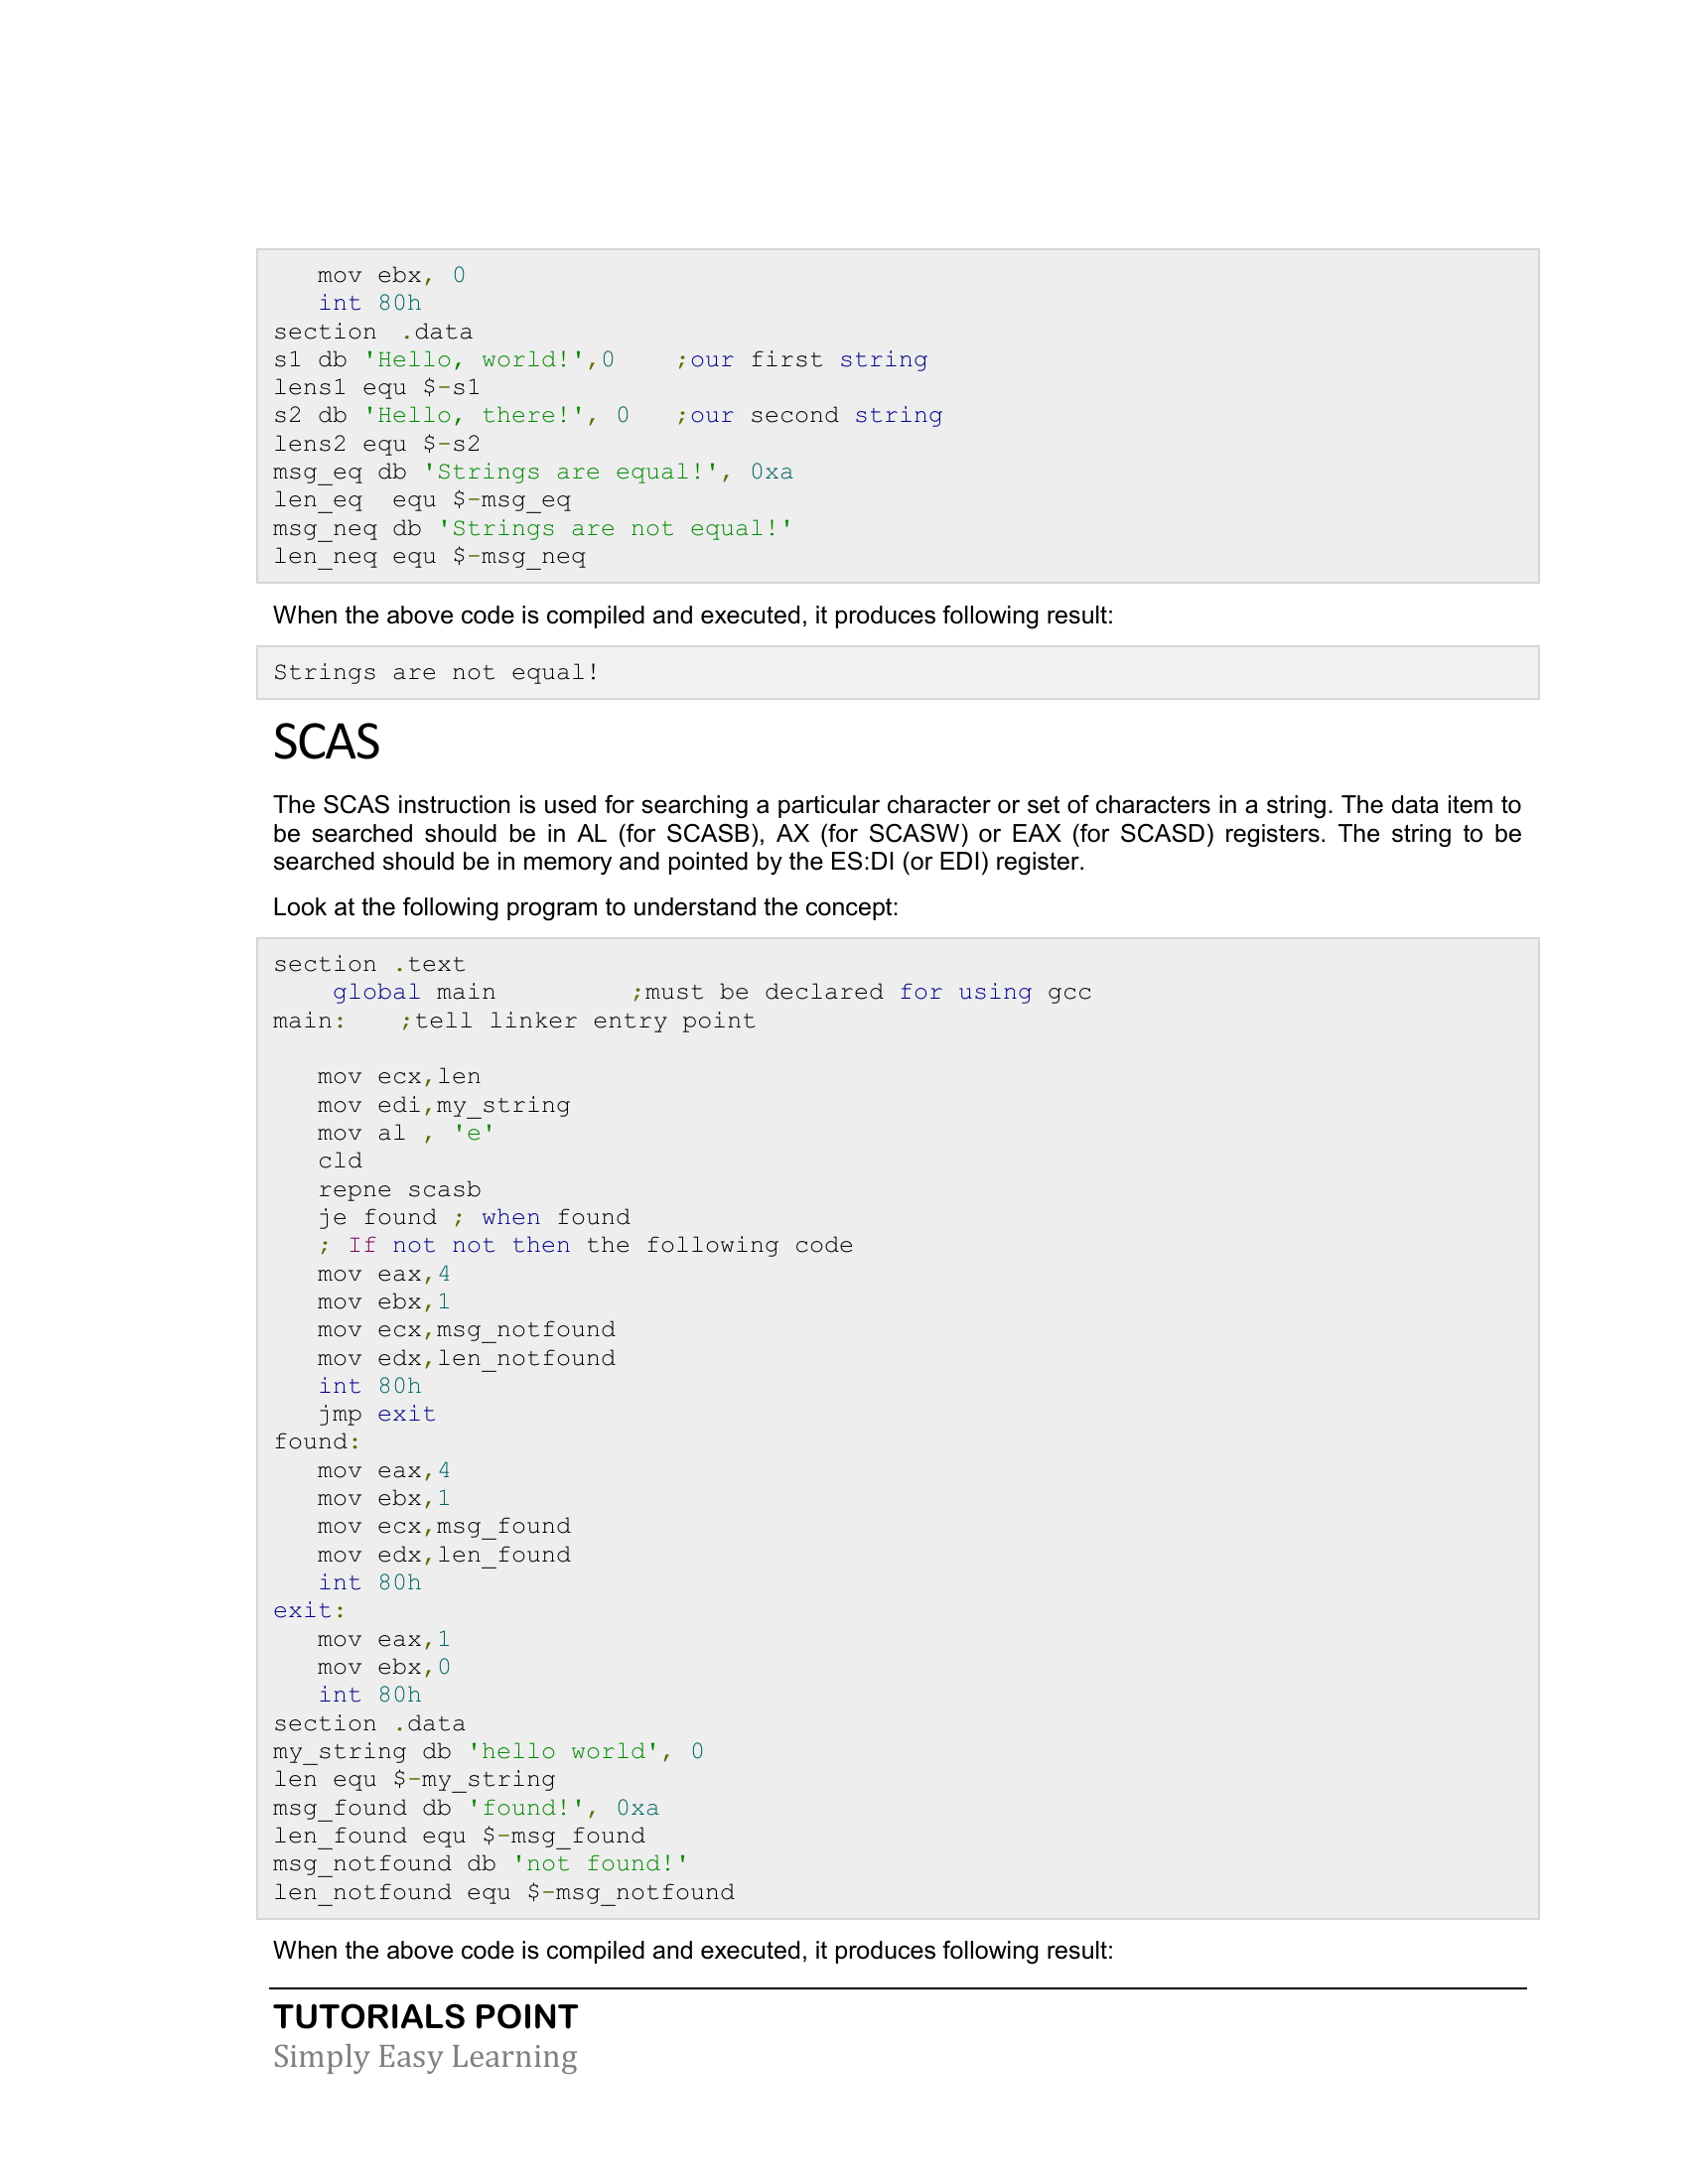 mov ebx, 0
int 80h
section .data
s1 db 'Hello, world!',0 ;our first string
lens1 equ $-s1
s2 db 'Hello, there!', 0 ;our second string
lens2 equ $-s2
msg_eq db 'Strings are equal!', 0xa
len_eq equ $-msg_eq
msg_neq db 'Strings are not equal!'
len_neq equ $-msg_neq
When the above code is compiled and executed, it produces following result:
Strings are not equal!
SCAS
The SCAS instruction is used for searching a particular character or set of characters in a string. The data item to
be searched should be in AL (for SCASB), AX (for SCASW) or EAX (for SCASD) registers. The string to be
searched should be in memory and pointed by the ES:DI (or EDI) register.
Look at the following program to understand the concept:
section .text
global main ;must be declared for using gcc
main: ;tell linker entry point
mov ecx,len
mov edi,my_string
mov al , 'e'
cld
repne scasb
je found ; when found
; If not not then the following code
mov eax,4
mov ebx,1
mov ecx,msg_notfound
mov edx,len_notfound
int 80h
jmp exit
found:
mov eax,4
mov ebx,1
mov ecx,msg_found
mov edx,len_found
int 80h
exit:
mov eax,1
mov ebx,0
int 80h
section .data
my_string db 'hello world', 0
len equ $-my_string
msg_found db 'found!', 0xa
len_found equ $-msg_found
msg_notfound db 'not found!'
len_notfound equ $-msg_notfound
When the above code is compiled and executed, it produces following result:
TUTORIALS POINT
Simply Easy Learning